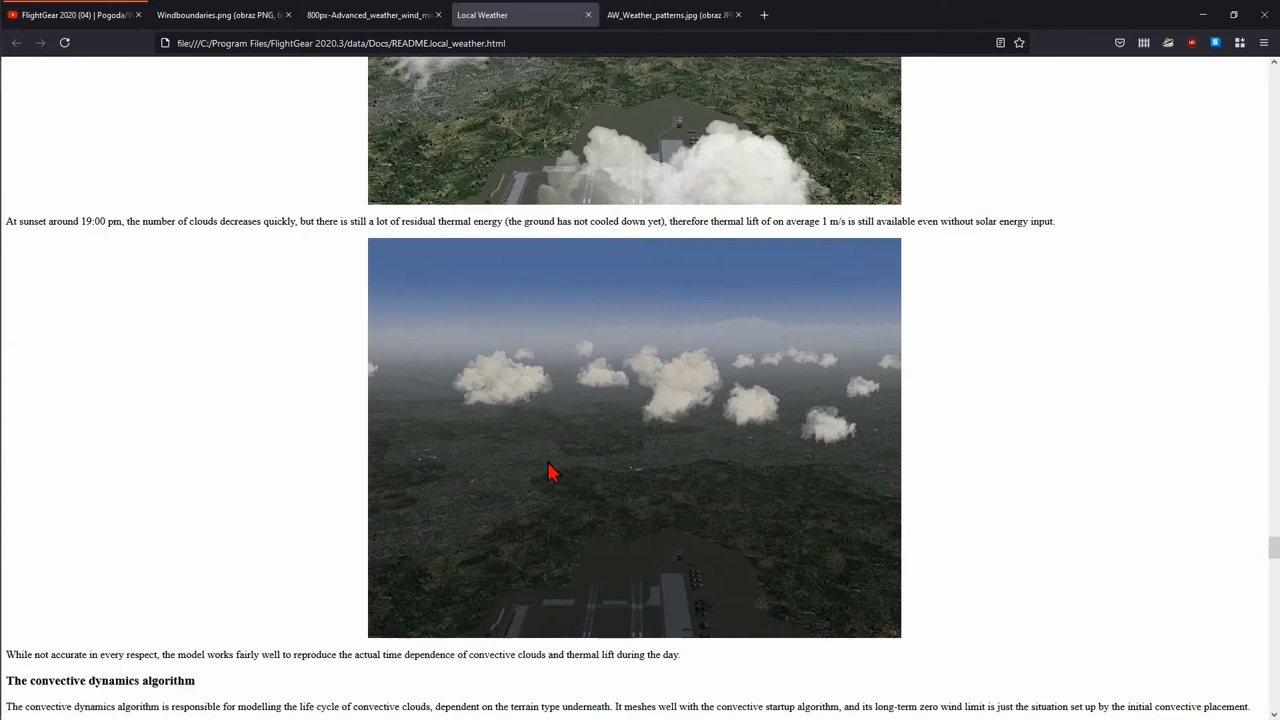 FlightGear 2020 (04) | Pogoda/W
Windboundaries.png (obraz PNG, 6
800px-Advanced_weather_wind_mo
Local Weather
AW_Weather_patterns.jpg (obraz JP
file:///C:/Program Files/FlightGear 2020.3/data/Docs/README.local_weather.html
At sunset around 19:00 pm, the number of clouds decreases quickly, but there is still a lot of residual thermal energy (the ground has not cooled down yet), therefore thermal lift of on average 1 m/s is still available even without solar energy input.
While not accurate in every respect, the model works fairly well to reproduce the actual time dependence of convective clouds and thermal lift during the day.
The convective dynamics algorithm
The convective dynamics algorithm is responsible for modelling the life cycle of convective clouds, dependent on the terrain type underneath. It meshes well with the convective startup algorithm, and its long-term zero wind limit is just the situation set up by the initial convective placement.